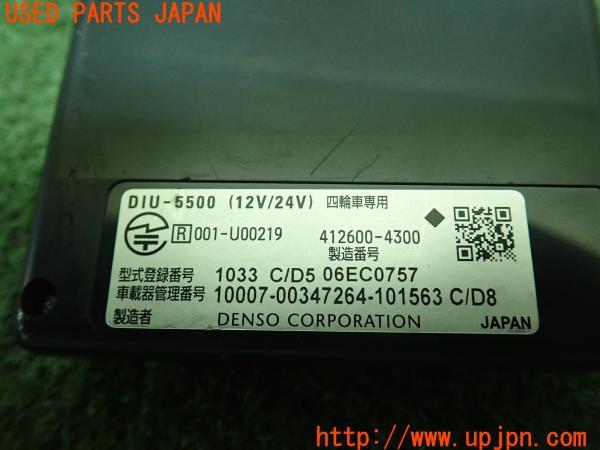 USED PARTS JAPAN
DIU-5500 (12V/24V) 四輪車専用
R 001-U00219 412600-4300
製造番号
型式登録番号 1033 C/D5 06EC0757
車載器管理番号 10007-00347264-101563 C/D8
製造者 DENSO CORPORATION JAPAN
【 www.upjpn.com 】